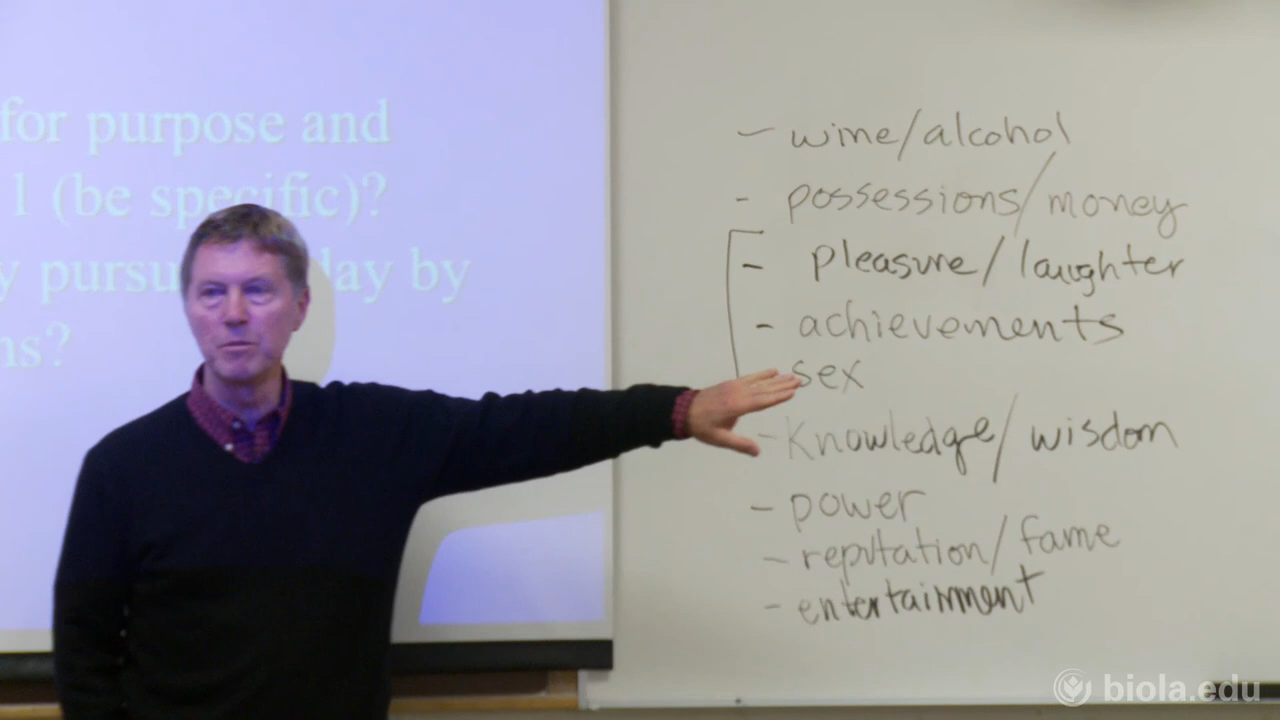 for purpose and
1 (be specific)?
y pursu day by
ns?
- wine/alcohol
- possessions/money
- pleasure/laughter
- achievements
sex
- Knowledge/wisdom
- power
- reputation/fame
- entertainment
biola.edu